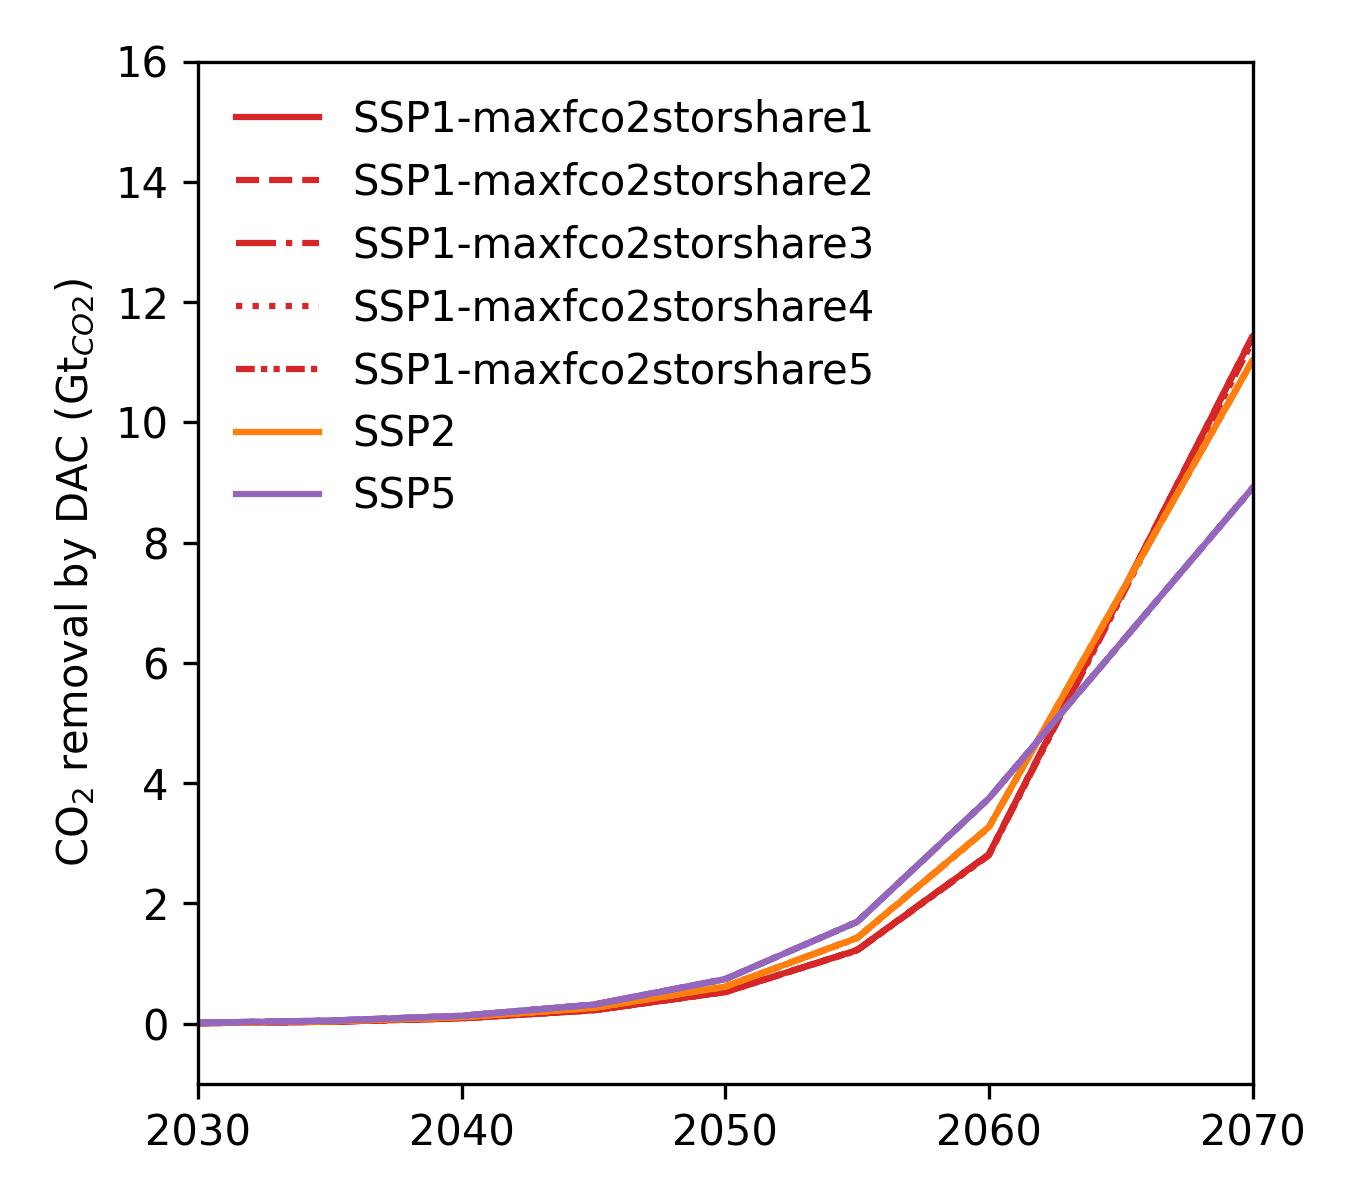 CO2 removal by DAC (GtCO2)
16
14
12
10
8
6
4
2
0
SSP1-maxfco2storshare1
SSP1-maxfco2storshare2
SSP1-maxfco2storshare3
SSP1-maxfco2storshare4
SSP1-maxfco2storshare5
SSP2
SSP5
2030 2040 2050 2060 2070